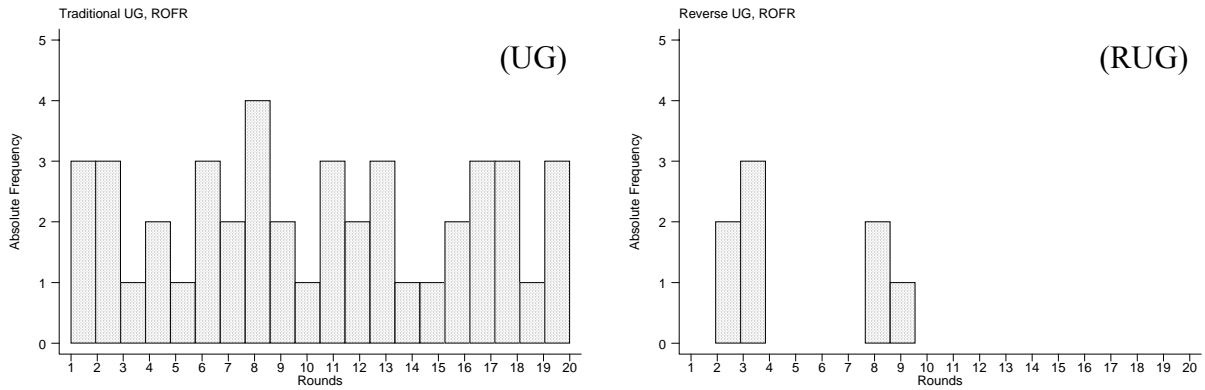 Traditional UG, ROFR
(UG)
5
4
3
2
1
0
Absolute Frequency
1 2 3 4 5 6 7 8 9 10 11 12 13 14 15 16 17 18 19 20
Rounds
Reverse UG, ROFR
(RUG)
5
4
3
2
1
0
Absolute Frequency
1 2 3 4 5 6 7 8 9 10 11 12 13 14 15 16 17 18 19 20
Rounds